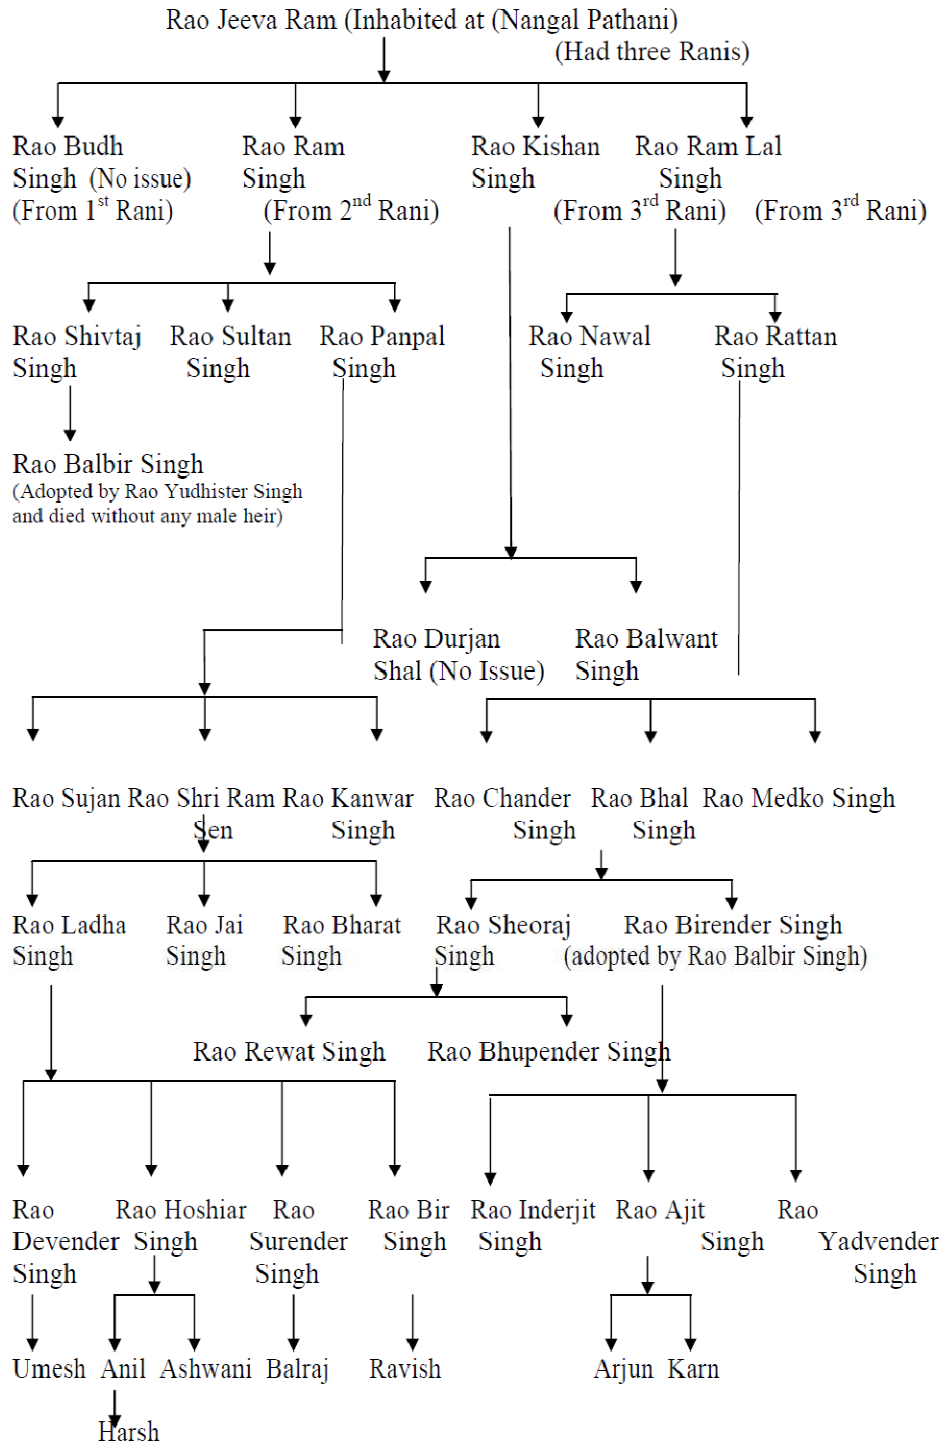 Rao Jeeva Ram (Inhabited at (Nangal Pathani)
(Had three Ranis)
Rao Budh Rao Ram Rao Kishan Rao Ram Lal
Singh (No issue) Singh Singh Singh
(From 1st Rani) (From 2nd Rani) (From 3rd Rani) (From 3rd Rani)
Rao Shivtaj Rao Sultan Rao Panpal Rao Nawal Rao Rattan
Singh Singh Singh Singh Singh
Rao Balbir Singh
(Adopted by Rao Yudhister Singh
and died without any male heir)
Rao Durjan Rao Balwant
Shal (No Issue) Singh
Rao Sujan Rao Shri Ram Rao Kanwar Rao Chander Rao Bhal Rao Medko Singh
Sen Singh Singh Singh
Rao Ladha Rao Jai Rao Bharat Rao Sheoraj Rao Birender Singh
Singh Singh Singh Singh (adopted by Rao Balbir Singh)
Rao Rewat Singh Rao Bhupender Singh
Rao Rao Hoshiar Rao Rao Bir Rao Inderjit Rao Ajit Rao
Devender Singh Surender Singh Singh Singh Yadvender
Singh Singh Singh
Umesh Anil Ashwani Balraj Ravish Arjun Karn
Harsh